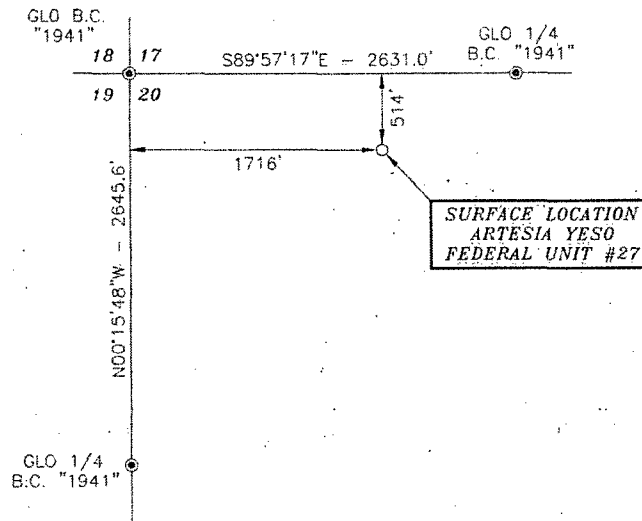 GLO B.C.
"1941"
GLO 1/4
B.C. "1941"
18 17
S89°57'17"E - 2631.0'
19 20
514'
1716'
SURFACE LOCATION
ARTESIA YESO
FEDERAL UNIT #27
N00°15'48"W - 2645.6'
GLO 1/4
B.C. "1941"